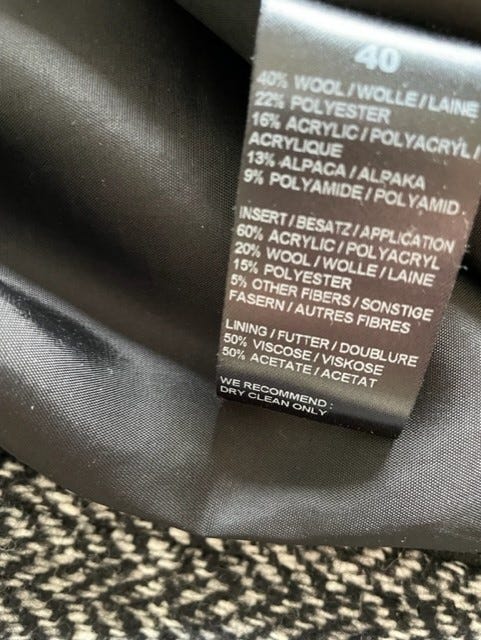 40
40% WOOL / WOLLE / LAINE
22% POLYESTER
16% ACRYLIC / POLYACRYL /
ACRYLIQUE
13% ALPACA / ALPAKA
9% POLYAMIDE / POLYAMID
INSERT / BESATZ / APPLICATION
60% ACRYLIC / POLYACRYL
20% WOOL / WOLLE / LAINE
15% POLYESTER
5% OTHER FIBERS / SONSTIGE
FASERN / AUTRES FIBRES
LINING / FUTTER / DOUBLURE
50% VISCOSE / VISKOSE
50% ACETATE / ACETAT
WE RECOMMEND :
DRY CLEAN ONLY